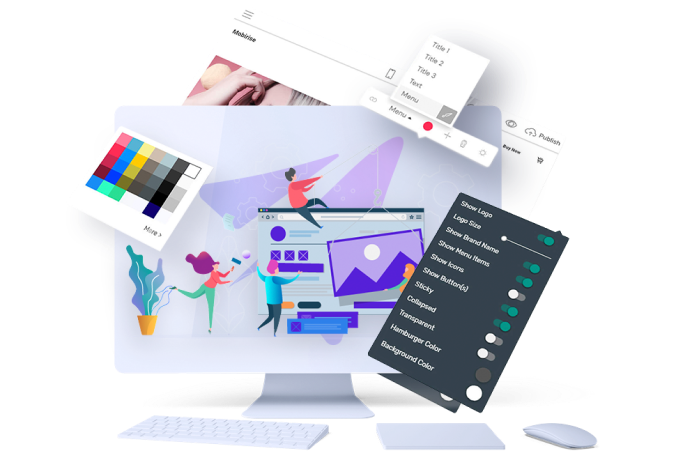 Mobirise
Title 1
Title 2
Title 3
Text
Menu
Menu
Publish
Buy Now
More >
Show Logo
Logo Size
Show Brand Name
Show Menu Items
Show Icons
Show Button(s)
Sticky
Collapsed
Transparent
Hamburger Color
Background Color